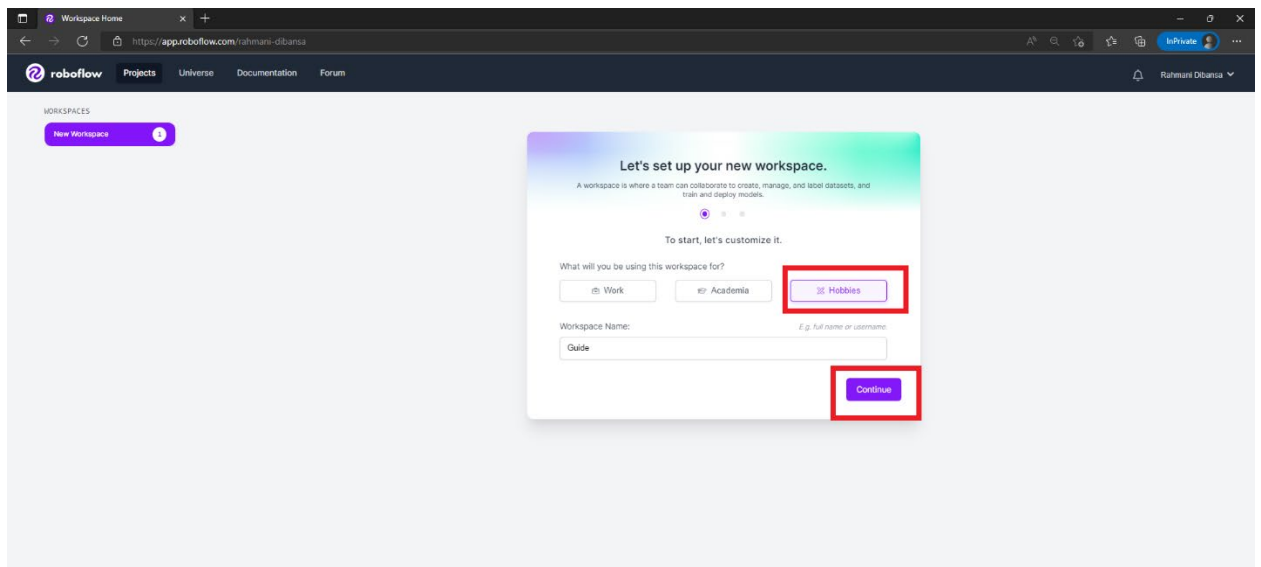 Workspace Home
https://app.roboflow.com/rahmani-dibansa
InPrivate
roboflow Projects Universe Documentation Forum
Rahmani Dibansa
WORKSPACES
New Workspace 1
Let's set up your new workspace.
A workspace is where a team can collaborate to create, manage, and label datasets, and
train and deploy models.
To start, let's customize it.
What will you be using this workspace for?
Work Academia Hobbies
Workspace Name: E.g. full name or username
Guide
Continue